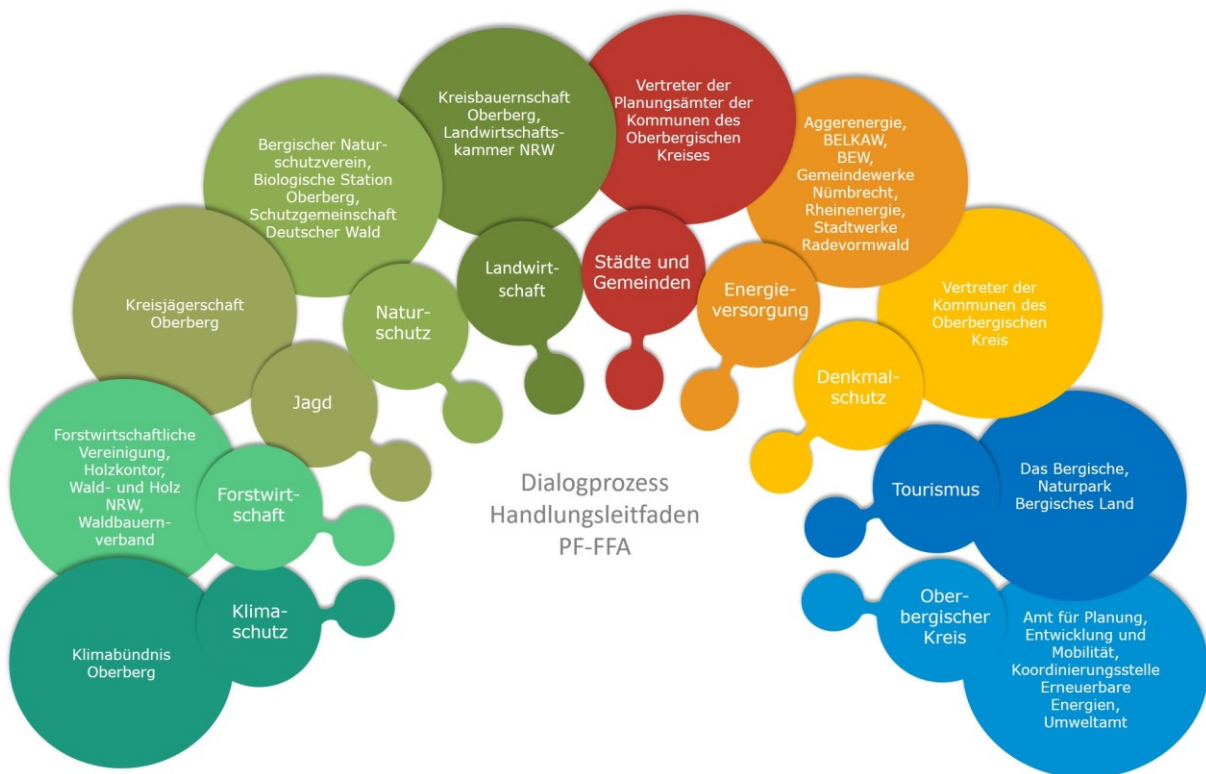 Klimabündnis
Oberberg
Klima-
schutz
Forstwirtschaftliche
Vereinigung,
Holzkontor,
Wald- und Holz
NRW,
Waldbauern-
verband
Forstwirt-
schaft
Kreisjägerschaft
Oberberg
Jagd
Bergischer Natur-
schutzverein,
Biologische Station
Oberberg,
Schutzgemeinschaft
Deutscher Wald
Natur-
schutz
Kreisbauernschaft
Oberberg,
Landwirtschafts-
kammer NRW
Landwirt-
schaft
Vertreter der
Planungsämter der
Kommunen des
Oberbergischen
Kreises
Städte und
Gemeinden
Aggerenergie,
BELKAW,
BEW,
Gemeindewerke
Nümbrecht,
Rheinenergie,
Stadtwerke
Radevormwald
Energie-
versorgung
Vertreter der
Kommunen des
Oberbergischen
Kreis
Denkmal-
schutz
Das Bergische,
Naturpark
Bergisches Land
Tourismus
Amt für Planung,
Entwicklung und
Mobilität,
Koordinierungsstelle
Erneuerbare
Energien,
Umweltamt
Ober-
bergischer
Kreis
Dialogprozess
Handlungsleitfaden
PF-FFA